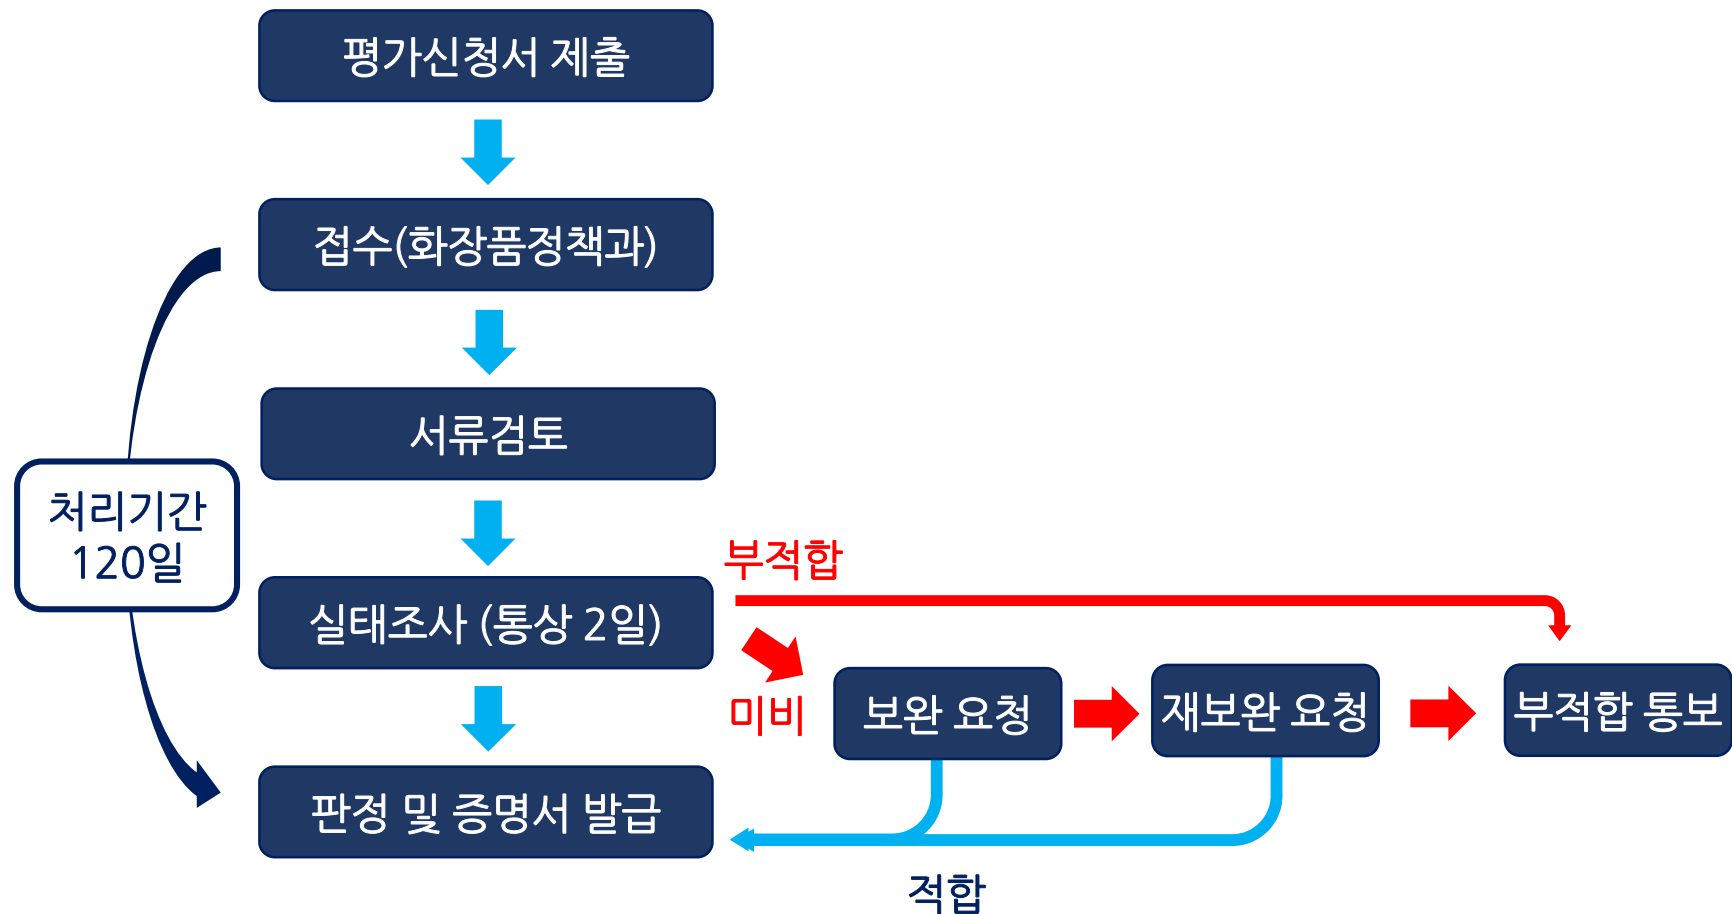 평가신청서 제출
접수(화장품정책과)
서류검토
처리기간
120일
실태조사 (통상 2일)
부적합
미비
보완 요청
재보완 요청
부적합 통보
판정 및 증명서 발급
적합